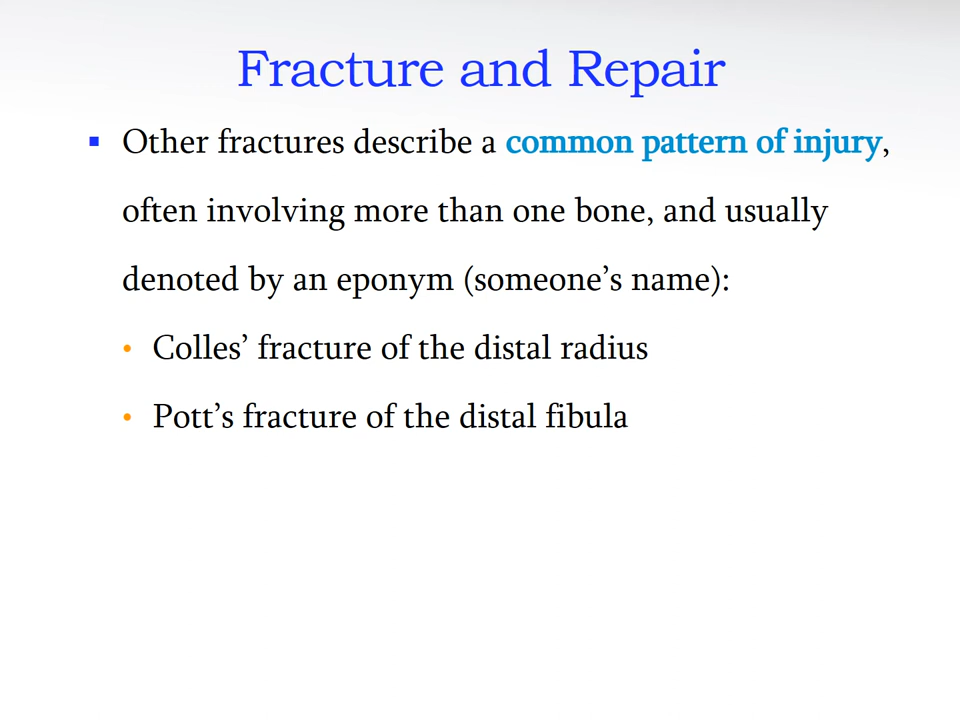 Fracture and Repair
▪ Other fractures describe a common pattern of injury,
often involving more than one bone, and usually
denoted by an eponym (someone’s name):
• Colles’ fracture of the distal radius
• Pott’s fracture of the distal fibula